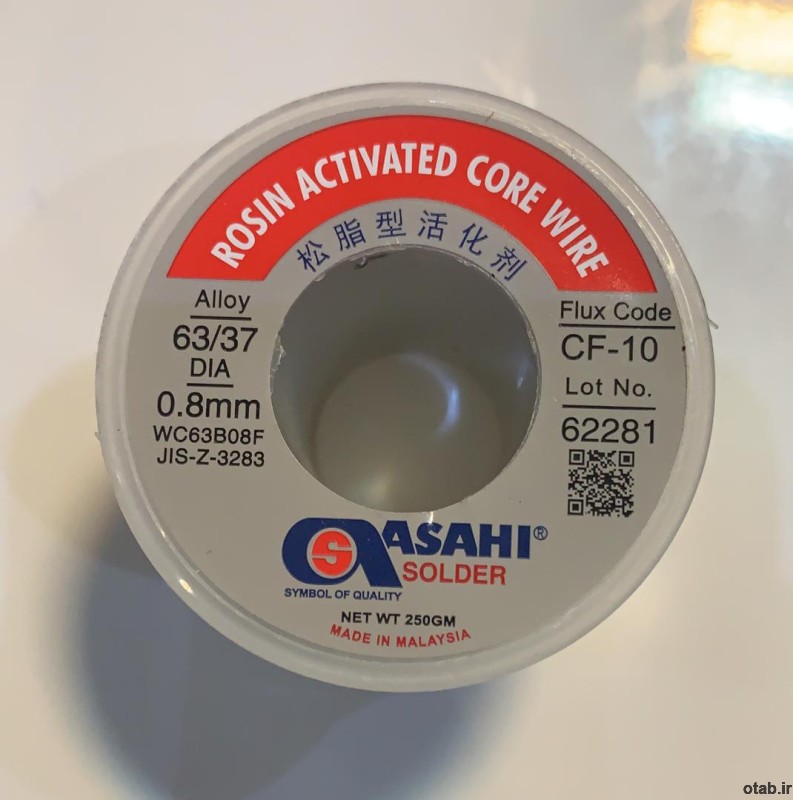 ROSIN ACTIVATED CORE WIRE
松脂型活化剂
Alloy
63/37
DIA
0.8mm
WC63B08F
JIS-Z-3283
Flux Code
CF-10
Lot No.
62281
S
ASAHI®
SOLDER
SYMBOL OF QUALITY
NET WT 250GM
MADE IN MALAYSIA
otab.ir